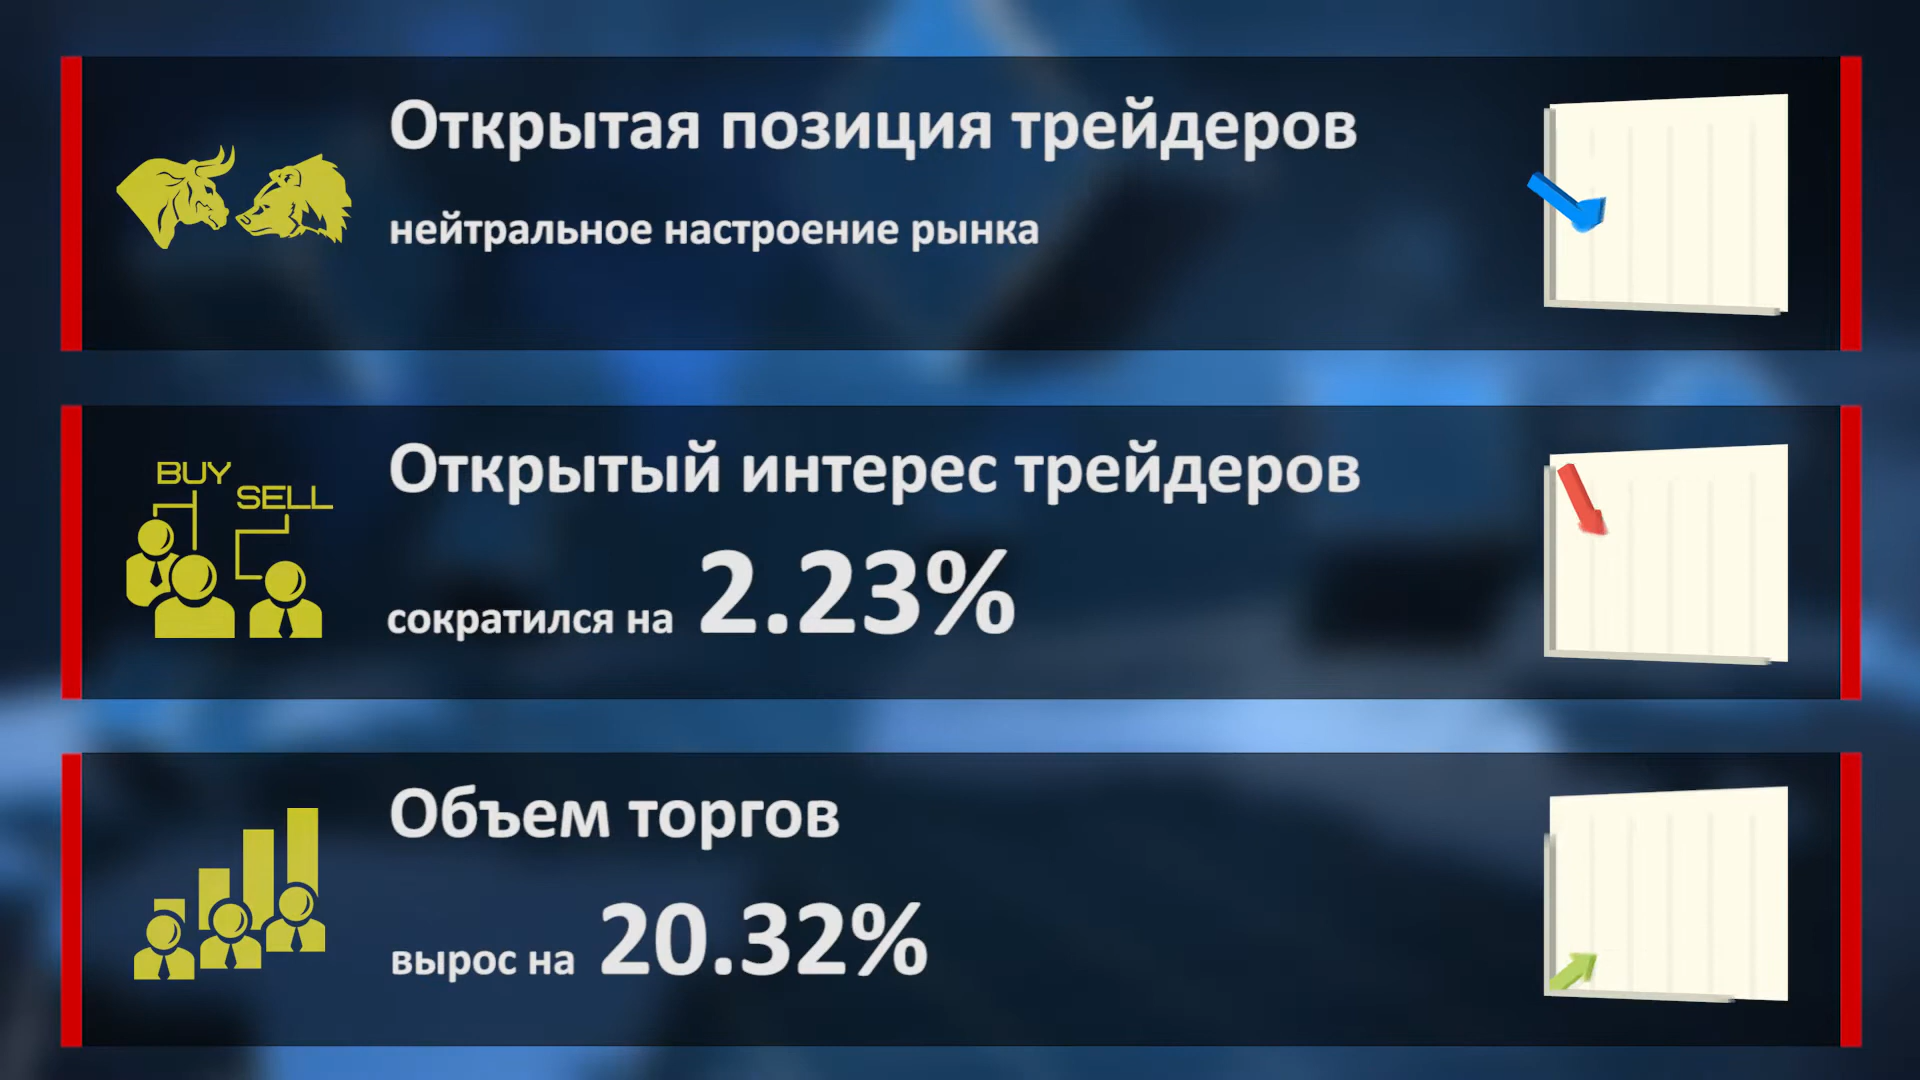 Открытая позиция трейдеров
нейтральное настроение рынка
BUY
SELL
Открытый интерес трейдеров
сократился на 2.23%
Объем торгов
вырос на 20.32%